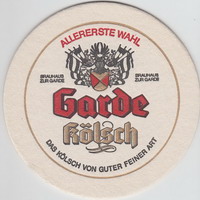 ALLERERSTE WAHL
BRAUHAUS ZUR GARDE
BRAUHAUS ZUR GARDE
Garde
Kölsch
DAS KÖLSCH VON GUTER FEINER ART